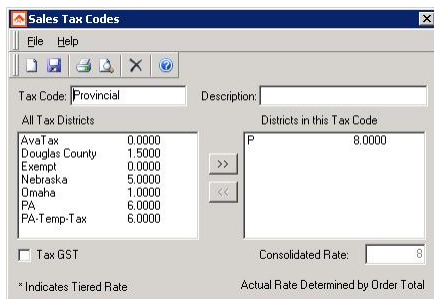 Sales Tax Codes
File Help
Tax Code: Provincial Description:
All Tax Districts Districts in this Tax Code
AvaTax 0.0000 P 8.0000
Douglas County 1.5000
Exempt 0.0000
Nebraska 5.0000
Omaha 1.0000
PA 6.0000
PA-Temp-Tax 6.0000
>>
<<
Tax GST Consolidated Rate: 8
* Indicates Tiered Rate Actual Rate Determined by Order Total